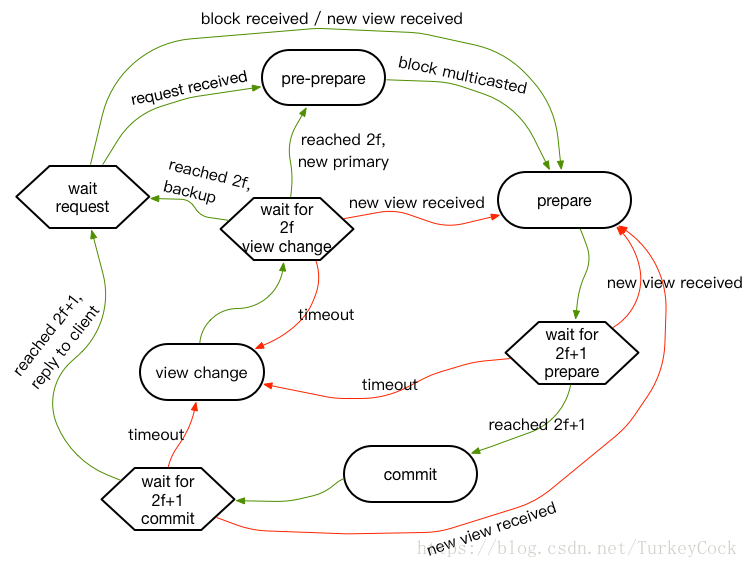 block received / new view received
request received
pre-prepare
block multicasted
reached 2f,
new primary
reached 2f,
backup
wait
request
wait for
2f
view change
new view received
prepare
new view received
timeout
wait for
2f+1
prepare
view change
timeout
reached 2f+1,
reply to client
reached 2f+1
timeout
commit
wait for
2f+1
commit
new view received
https://blog.csdn.net/TurkeyCock